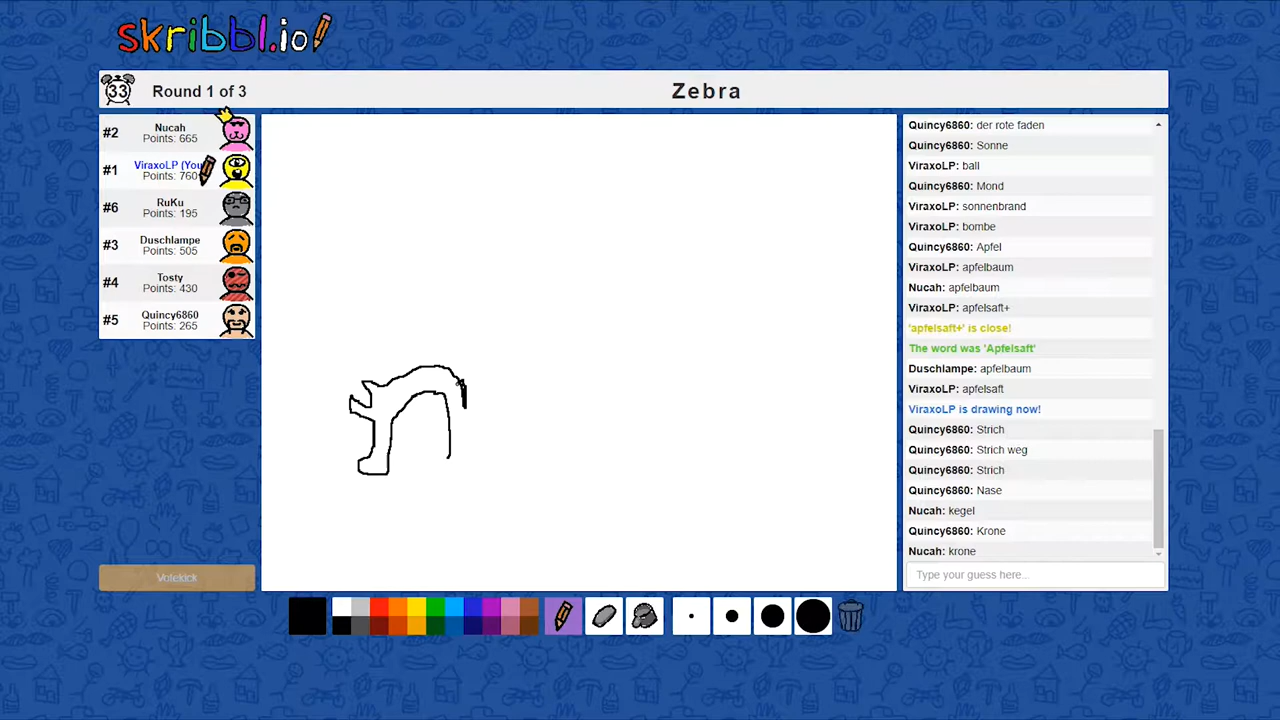 skribbl.io!
33
Round 1 of 3
Zebra
#2
Nucah
Points: 665
#1
ViraxoLP (You
Points: 760
#6
RuKu
Points: 195
#3
Duschlampe
Points: 505
#4
Tosty
Points: 430
#5
Quincy6860
Points: 265
Votekick
Quincy6860: der rote faden
Quincy6860: Sonne
ViraxoLP: ball
Quincy6860: Mond
ViraxoLP: sonnenbrand
ViraxoLP: bombe
Quincy6860: Apfel
ViraxoLP: apfelbaum
Nucah: apfelbaum
ViraxoLP: apfelsaft+
'apfelsaft+' is close!
The word was 'Apfelsaft'
Duschlampe: apfelbaum
ViraxoLP: apfelsaft
ViraxoLP is drawing now!
Quincy6860: Strich
Quincy6860: Strich weg
Quincy6860: Strich
Quincy6860: Nase
Nucah: kegel
Quincy6860: Krone
Nucah: krone
Type your guess here...